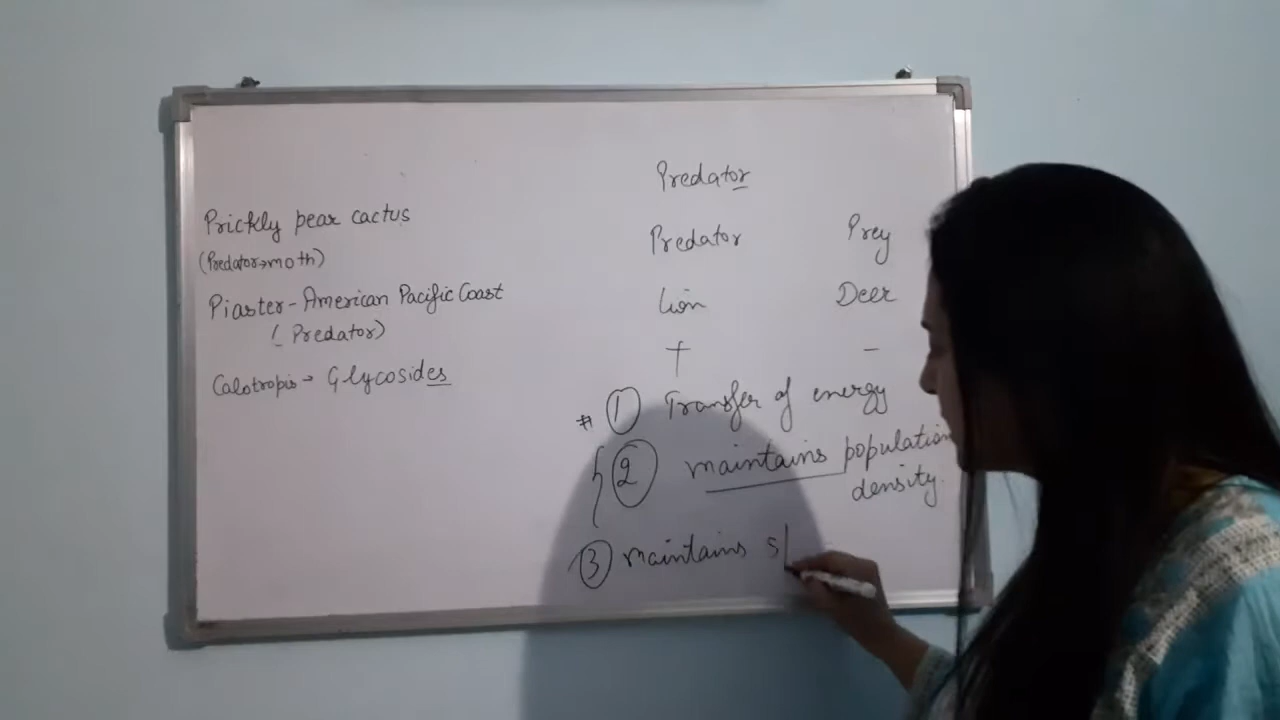 Prickly pear cactus
(Predator→moth)
Piaster-American Pacific Coast
(Predator)
Calotropis→ Glycosides
Predator
Predator Prey
Lion Deer
+ -
# 1 Transfer of energy
2 maintains population
density.
3 maintains